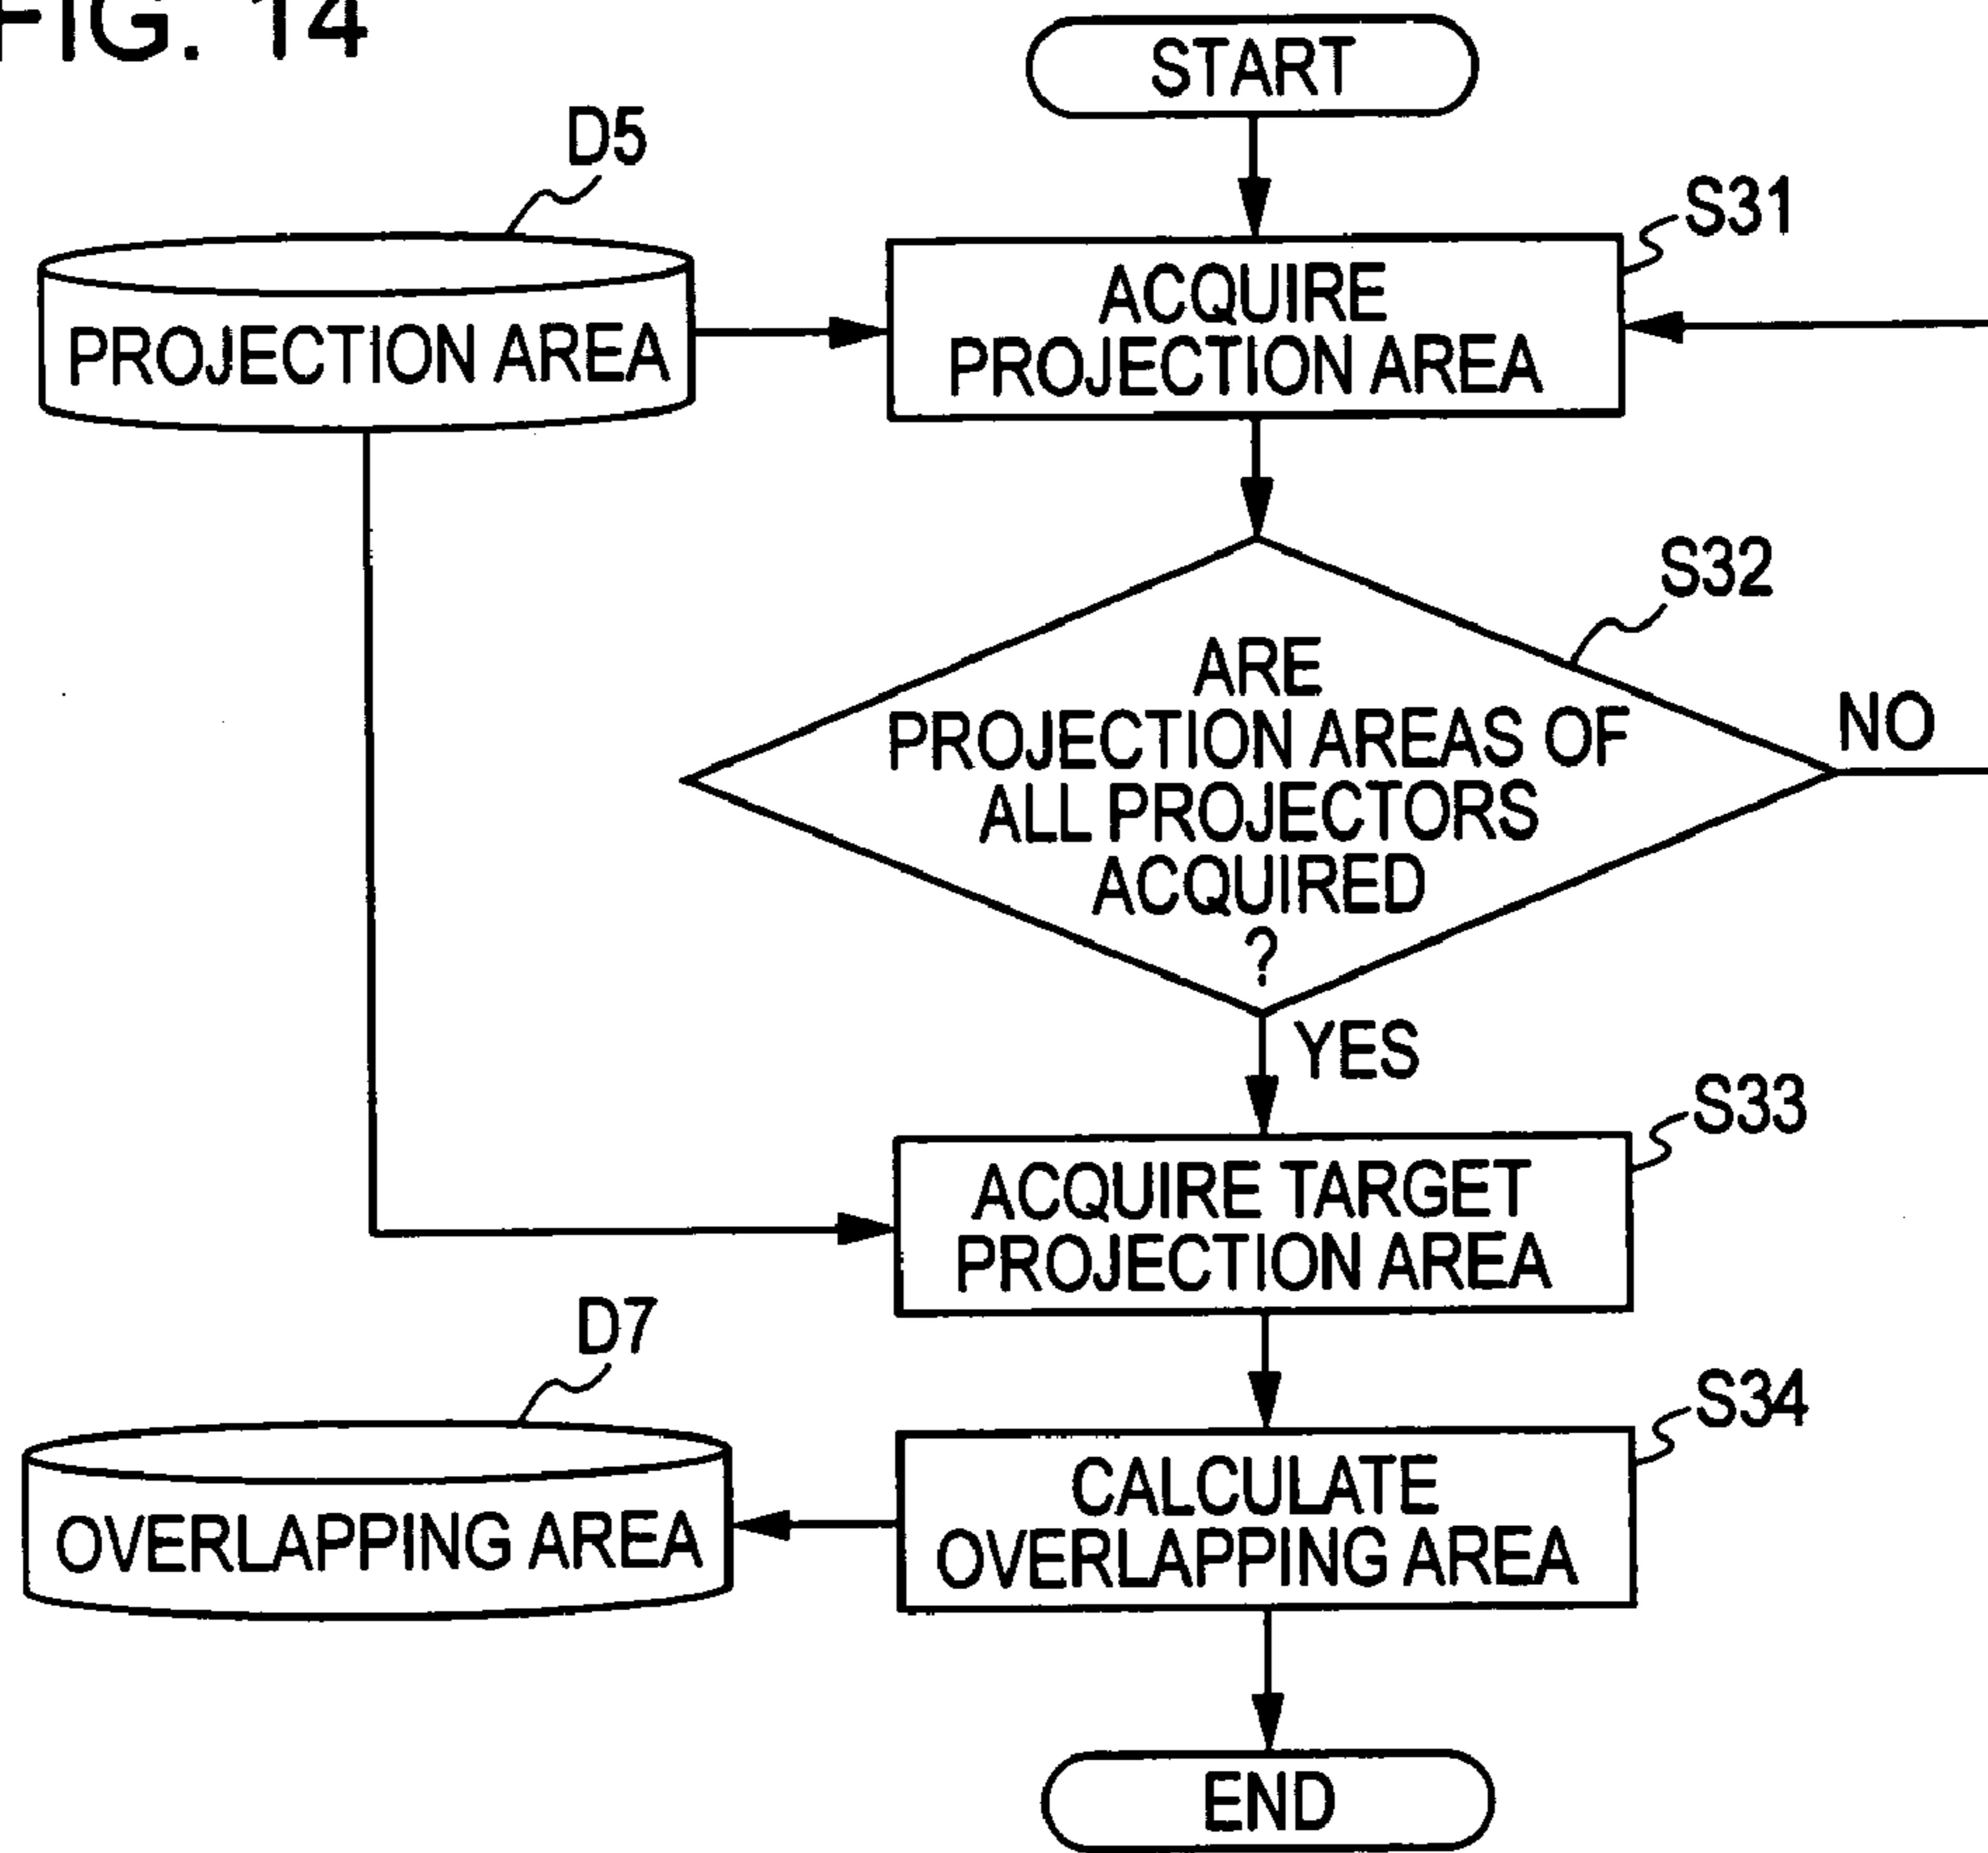 FIG. 14
START
D5
S31
PROJECTION AREA
ACQUIRE
PROJECTION AREA
S32
ARE
PROJECTION AREAS OF
ALL PROJECTORS
ACQUIRED
?
NO
YES
S33
ACQUIRE TARGET
PROJECTION AREA
D7
S34
OVERLAPPING AREA
CALCULATE
OVERLAPPING AREA
END